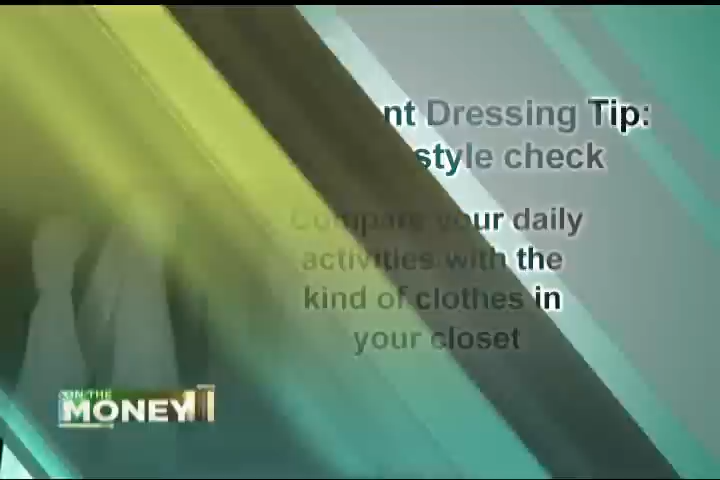 nt Dressing Tip:
style check
Compare your daily
activities with the
kind of clothes in
your closet
ON THE
MONEY